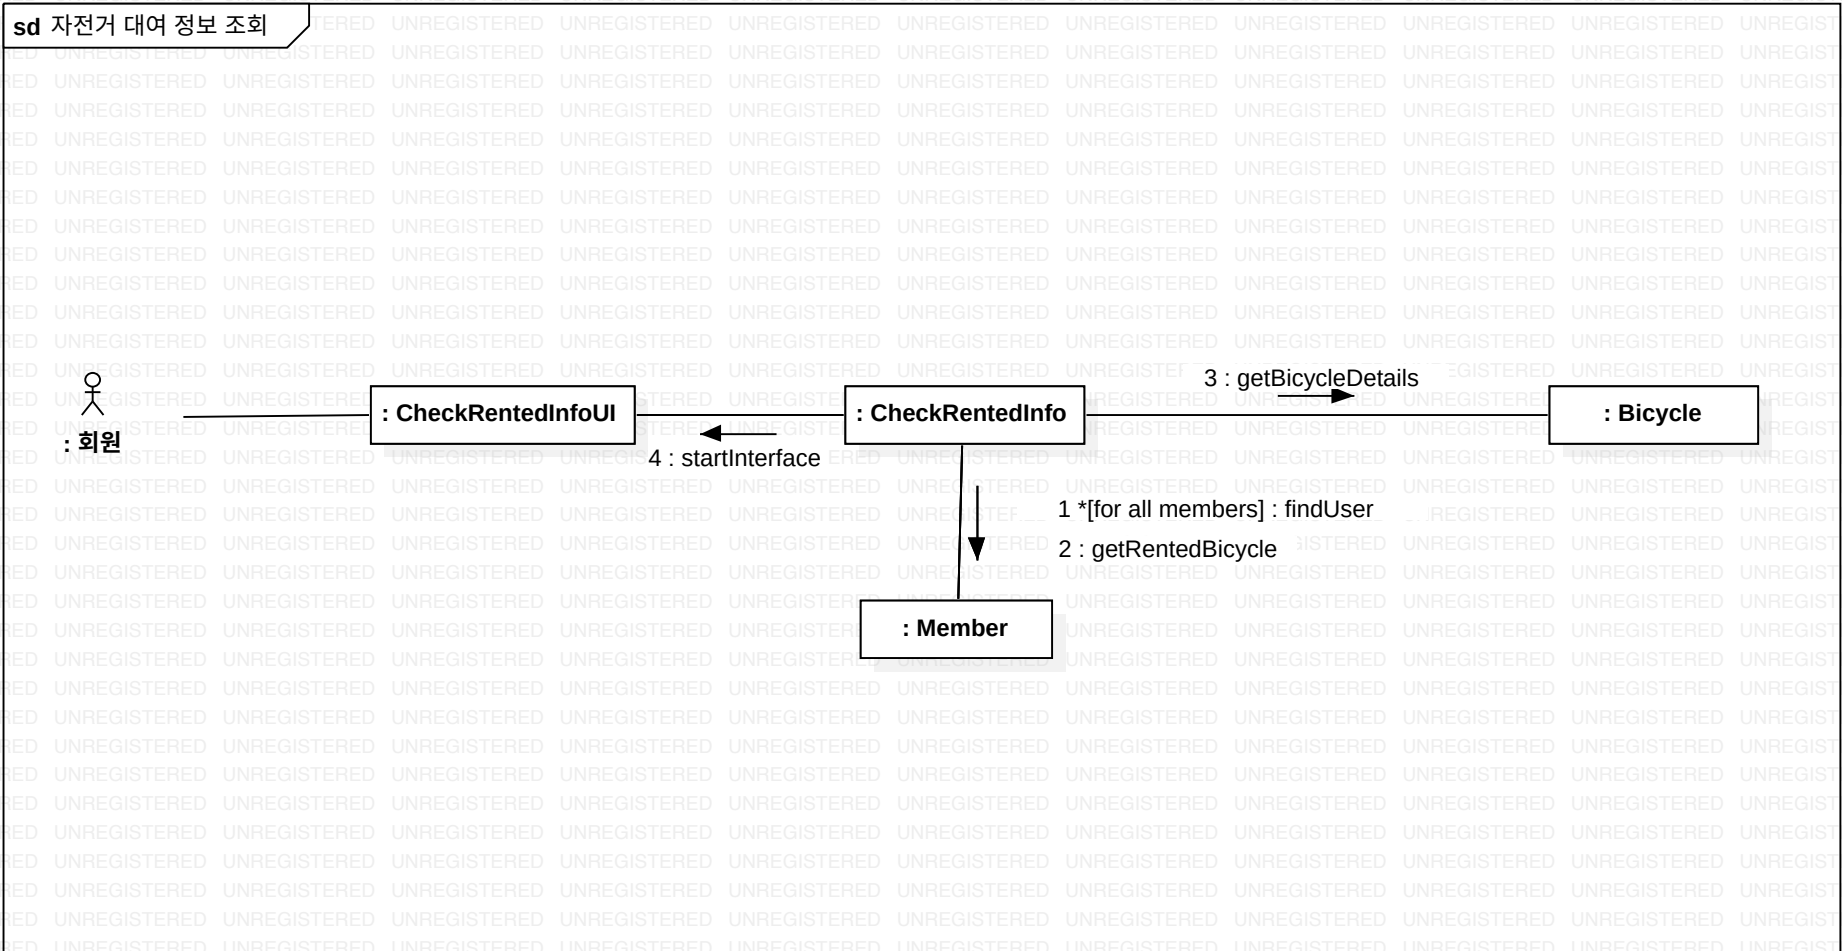 sd 자전거 대여 정보 조회
3 : getBicycleDetails
: CheckRentedInfoUI
: CheckRentedInfo
: Bicycle
: 회원
4 : startInterface
1 *[for all members] : findUser
2 : getRentedBicycle
: Member